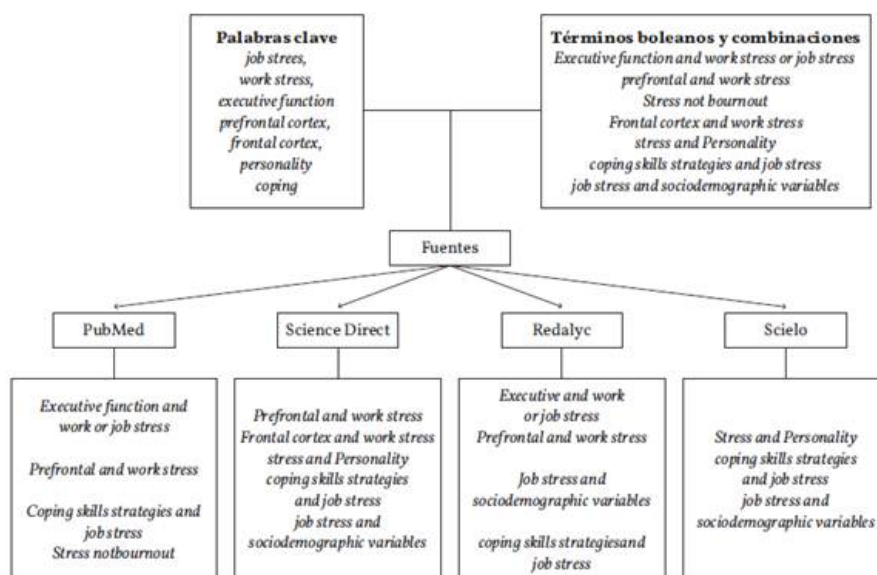 Palabras clave
job strees,
work stress,
executive function
prefrontal cortex,
frontal cortex,
personality
coping
Términos boleanos y combinaciones
Executive function and work stress or job stress
prefrontal and work stress
Stress not bournout
Frontal cortex and work stress
stress and Personality
coping skills strategies and job stress
job stress and sociodemographic variables
Fuentes
PubMed
Science Direct
Redalyc
Scielo
Executive function and
work or job stress
Prefrontal and work stress
Coping skills strategies and
job stress
Stress notbournout
Prefrontal and work stress
Frontal cortex and work stress
stress and Personality
coping skills strategies
and job stress
job stress and
sociodemographic variables
Executive and work
or job stress
Prefrontal and work stress
Job stress and
sociodemographic variables
coping skills strategiesand
job stress
Stress and Personality
coping skills strategies
and job stress
job stress and
sociodemographic variables